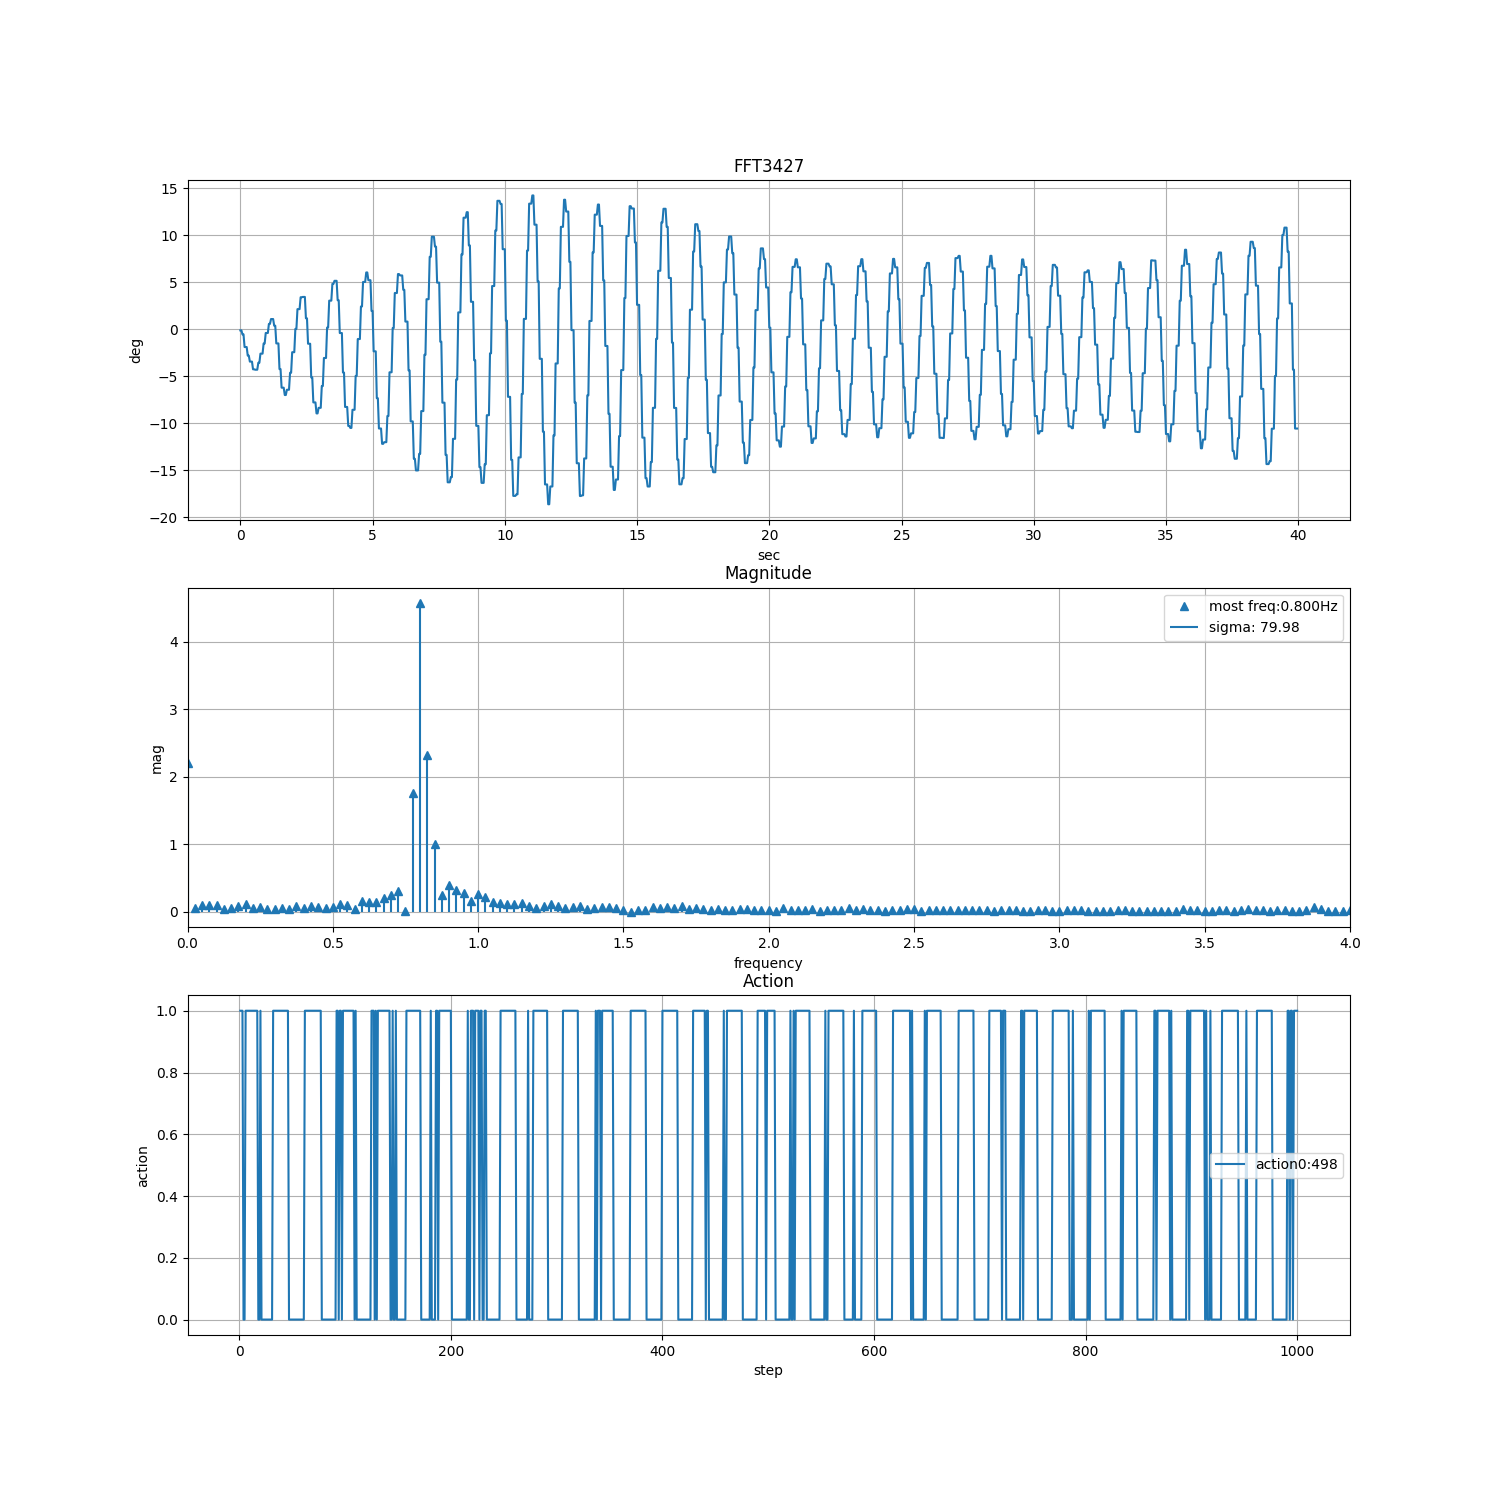 FFT3427
15
10
5
0
−5
−10
−15
−20
deg
0 5 10 15 20 25 30 35 40
sec
Magnitude
most freq:0.800Hz
sigma: 79.98
4
3
2
1
0
mag
0.0 0.5 1.0 1.5 2.0 2.5 3.0 3.5 4.0
frequency
Action
1.0
0.8
0.6
0.4
0.2
0.0
action
action0:498
0 200 400 600 800 1000
step